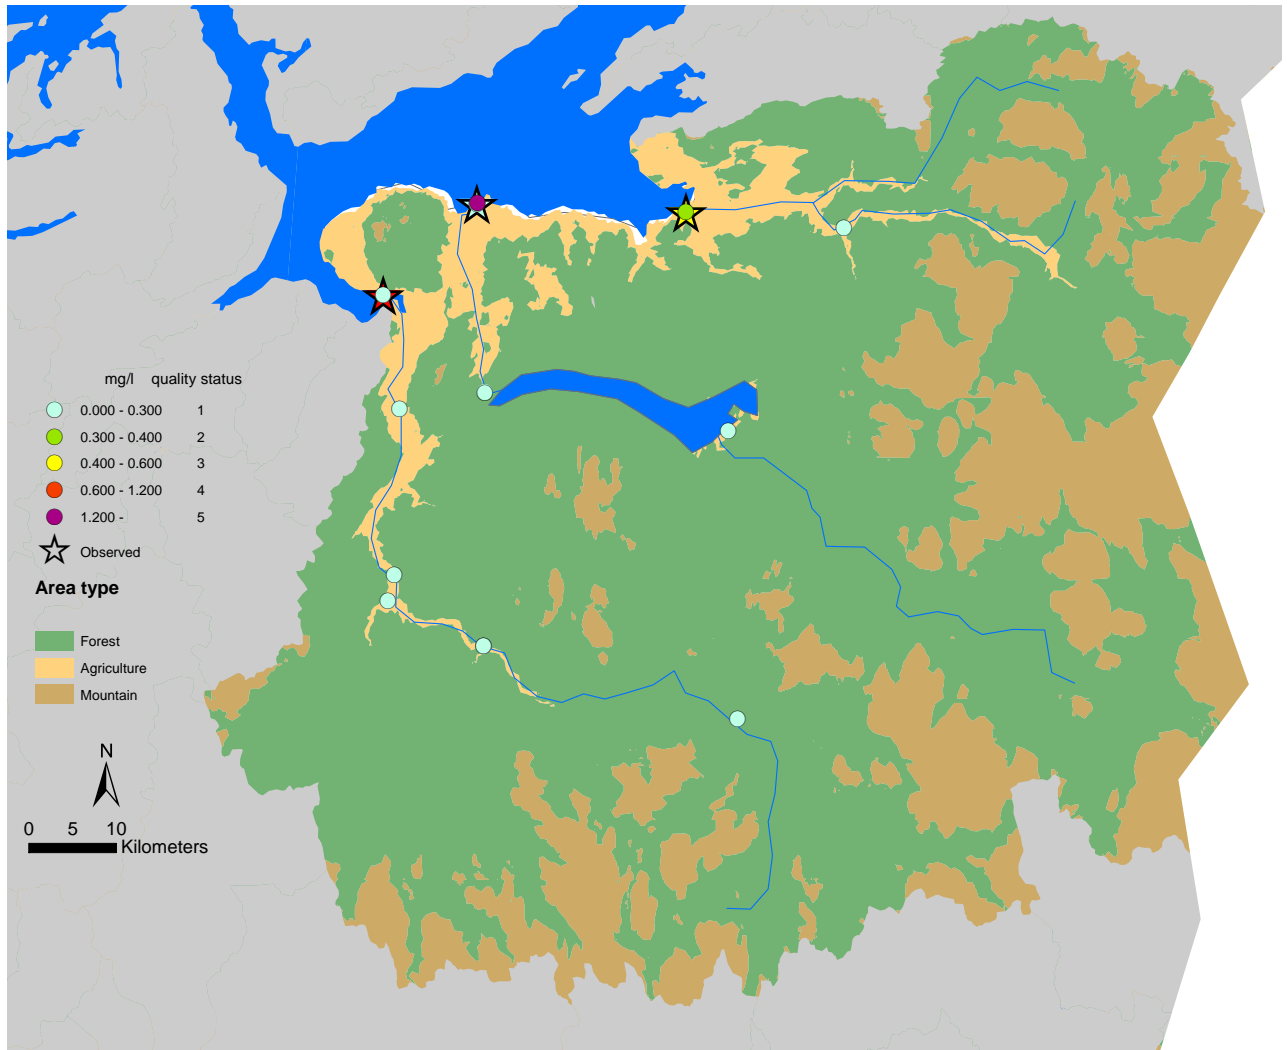 mg/l quality status
0.000 - 0.300 1
0.300 - 0.400 2
0.400 - 0.600 3
0.600 - 1.200 4
1.200 - 5
Observed
Area type
Forest
Agriculture
Mountain
N
0 5 10
Kilometers